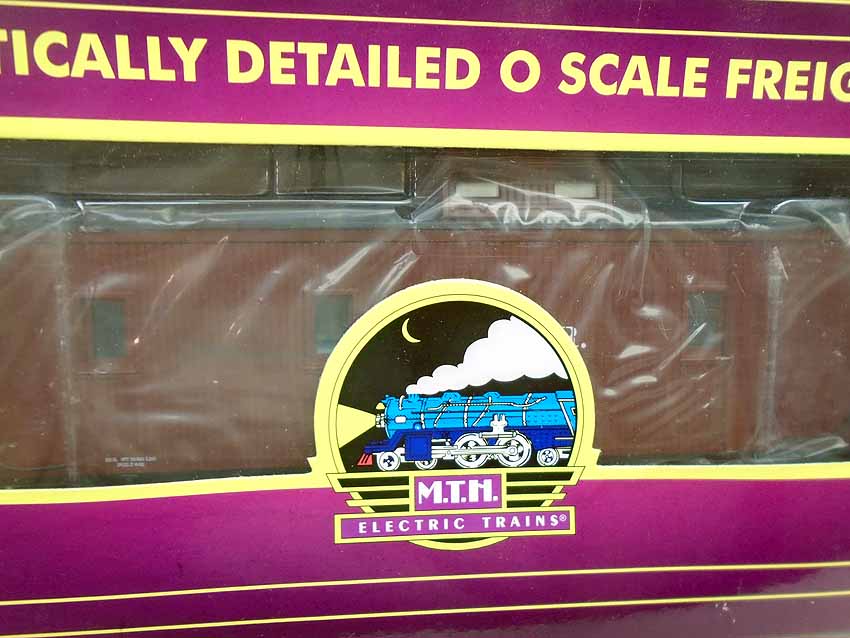 TICALLY DETAILED O SCALE FREIG
M.T.H.
ELECTRIC TRAINS®